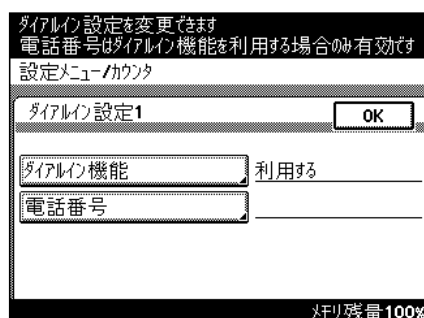 ﾀﾞｲｱﾙｲﾝ設定を変更できます
電話番号はﾀﾞｲｱﾙｲﾝ機能を利用する場合のみ有効です
設定ﾒﾆｭｰ/ｶｳﾝﾀ
ﾀﾞｲｱﾙｲﾝ設定1
OK
ﾀﾞｲｱﾙｲﾝ機能 利用する
電話番号
ﾒﾓﾘ残量100%